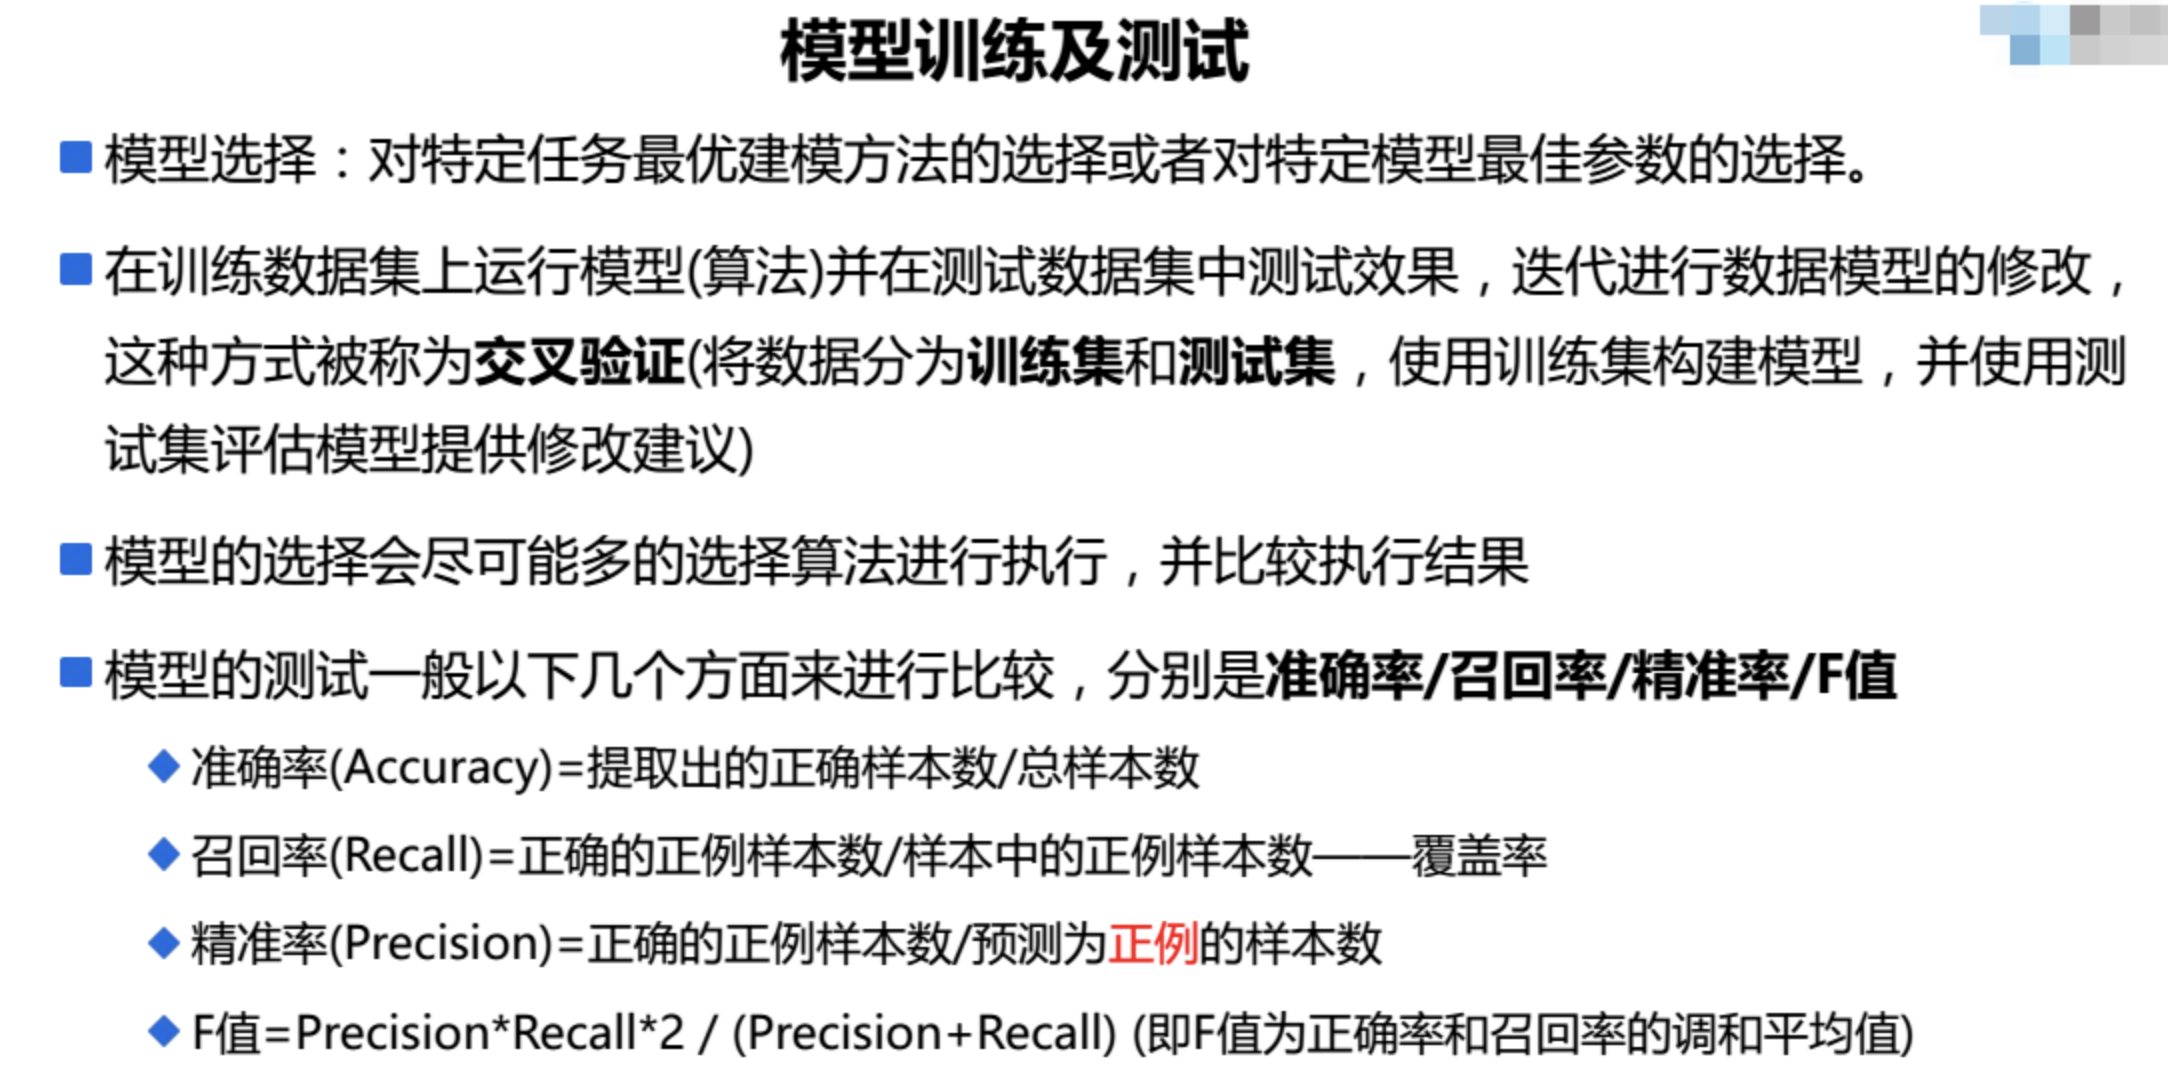 模型训练及测试
模型选择：对特定任务最优建模方法的选择或者对特定模型最佳参数的选择。
在训练数据集上运行模型(算法)并在测试数据集中测试效果，迭代进行数据模型的修改，
这种方式被称为交叉验证(将数据分为训练集和测试集，使用训练集构建模型，并使用测
试集评估模型提供修改建议)
模型的选择会尽可能多的选择算法进行执行，并比较执行结果
模型的测试一般以下几个方面来进行比较，分别是准确率/召回率/精准率/F值
准确率(Accuracy)=提取出的正确样本数/总样本数
召回率(Recall)=正确的正例样本数/样本中的正例样本数——覆盖率
精准率(Precision)=正确的正例样本数/预测为正例的样本数
F值=Precision*Recall*2 / (Precision+Recall) (即F值为正确率和召回率的调和平均值)